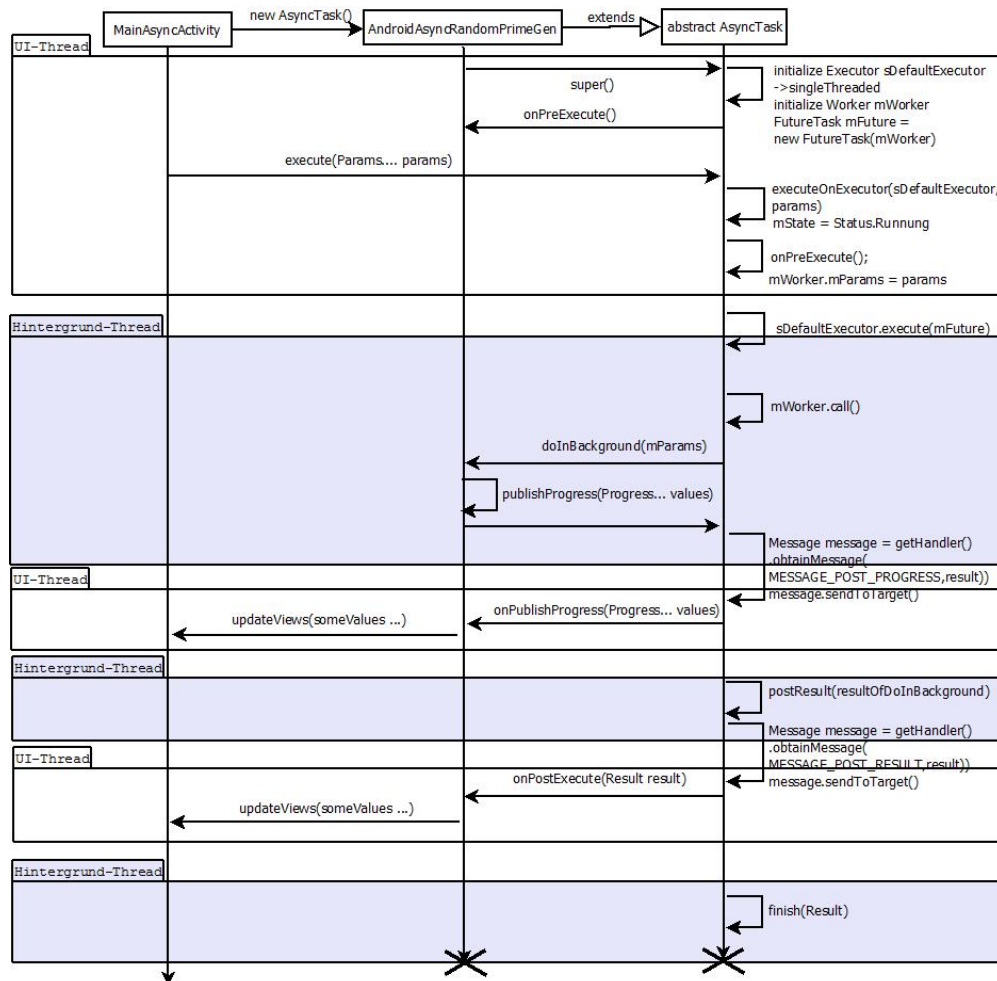 MainAsyncActivity
new AsyncTask()
AndroidAsyncRandomPrimeGen
extends
abstract AsyncTask
UI-Thread
super()
initialize Executor sDefaultExecutor
->singleThreaded
initialize Worker mWorker
FutureTask mFuture =
new FutureTask(mWorker)
onPreExecute()
execute(Params.... params)
executeOnExecutor(sDefaultExecutor,
params)
mState = Status.Runnung
onPreExecute();
mWorker.mParams = params
Hintergrund-Thread
sDefaultExecutor.execute(mFuture)
mWorker.call()
doInBackground(mParams)
publishProgress(Progress... values)
Message message = getHandler()
.obtainMessage(
MESSAGE_POST_PROGRESS,result))
message.sendToTarget()
UI-Thread
onPublishProgress(Progress... values)
updateViews(someValues ...)
Hintergrund-Thread
postResult(resultOfDoInBackground)
Message message = getHandler()
.obtainMessage(
MESSAGE_POST_RESULT,result))
message.sendToTarget()
UI-Thread
onPostExecute(Result result)
updateViews(someValues ...)
Hintergrund-Thread
finish(Result)